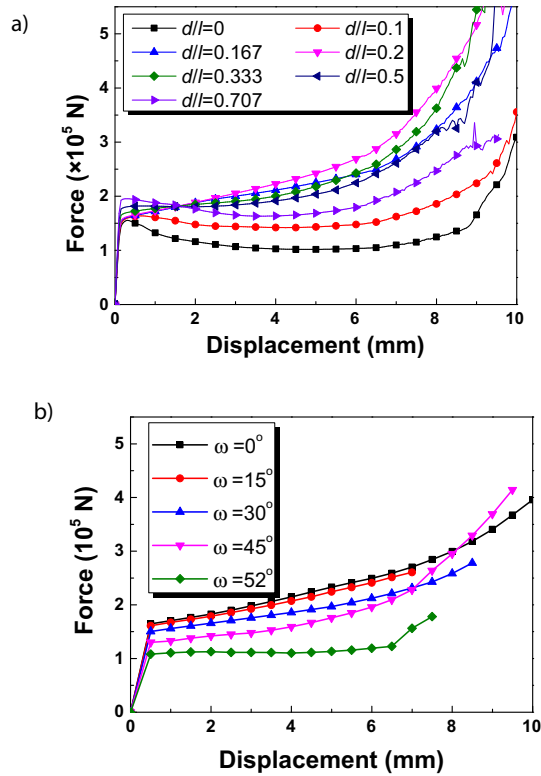 a)
d/l=0 d/l=0.1
d/l=0.167 d/l=0.2
d/l=0.333 d/l=0.5
d/l=0.707
Force (×10⁵ N)
5
4
3
2
1
0
0 2 4 6 8 10
Displacement (mm)
b)
ω =0°
ω =15°
ω =30°
ω =45°
ω =52°
Force (10⁵ N)
5
4
3
2
1
0
0 2 4 6 8 10
Displacement (mm)